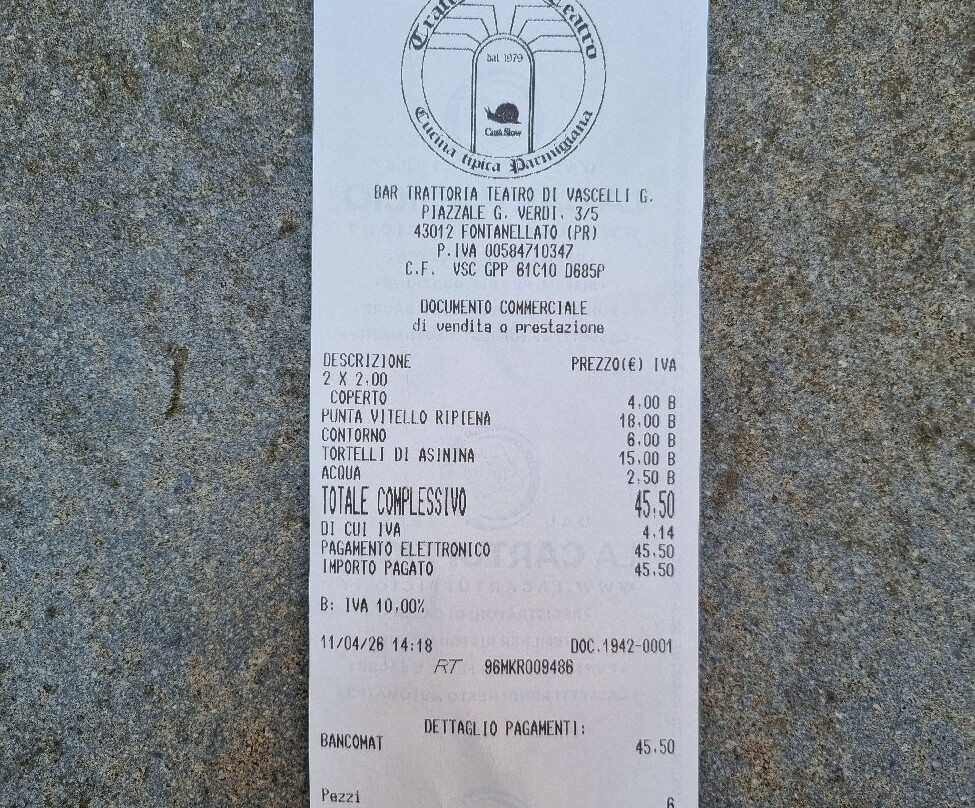 Teatro
dal 1979
Cucina tipica Parmigiana
BAR TRATTORIA TEATRO DI VASCELLI G.
PIAZZALE G. VERDI, 3/5
43012 FONTANELLATO (PR)
P.IVA 00584710347
C.F. VSC GPP 61C10 D685P
DOCUMENTO COMMERCIALE
di vendita o prestazione
DESCRIZIONE PREZZO(€) IVA
2 X 2,00
COPERTO 4,00 B
PUNTA VITELLO RIPIENA 18,00 B
CONTORNO 6,00 B
TORTELLI DI ASININA 15,00 B
ACQUA 2,50 B
TOTALE COMPLESSIVO 45,50
DI CUI IVA 4,14
PAGAMENTO ELETTRONICO 45,50
IMPORTO PAGATO 45,50
B: IVA 10,00%
11/04/26 14:18 DOC.1942-0001
RT 96MKR009486
DETTAGLIO PAGAMENTI:
BANCOMAT 45,50
Pezzi 6